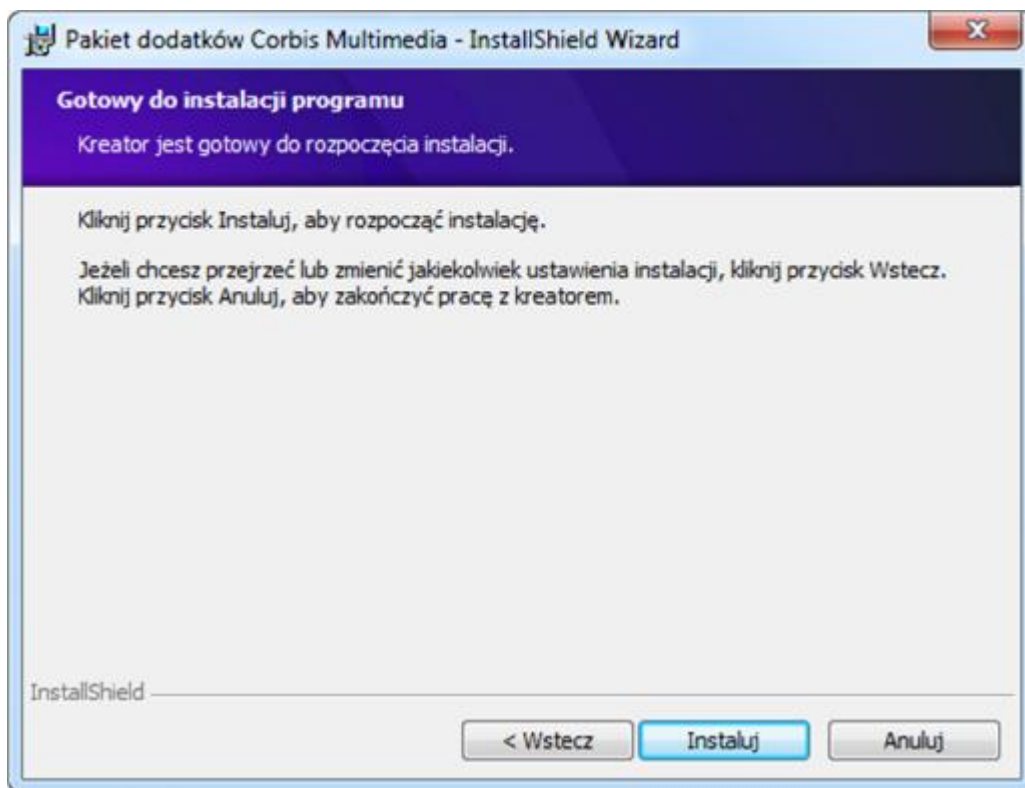 Pakiet dodatków Corbis Multimedia - InstallShield Wizard
Gotowy do instalacji programu
Kreator jest gotowy do rozpoczęcia instalacji.
Kliknij przycisk Instaluj, aby rozpocząć instalację.
Jeżeli chcesz przejrzeć lub zmienić jakiekolwiek ustawienia instalacji, kliknij przycisk Wstecz.
Kliknij przycisk Anuluj, aby zakończyć pracę z kreatorem.
InstallShield
< Wstecz
Instaluj
Anuluj